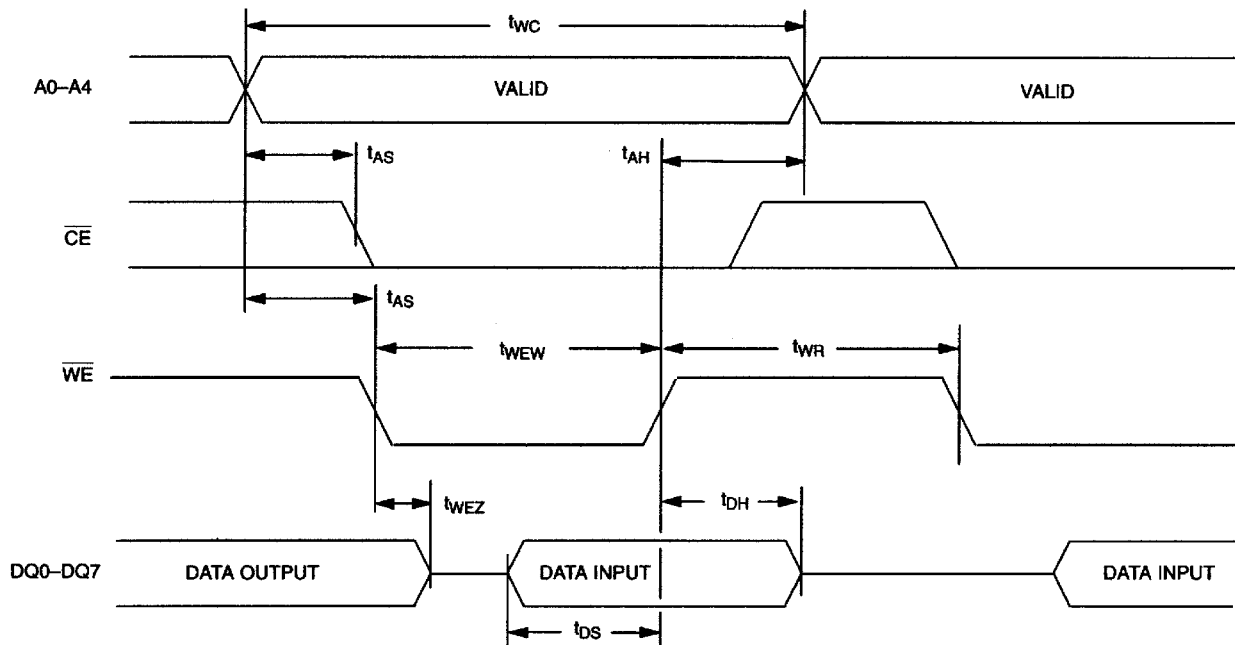 tWC
A0–A4 VALID VALID
tAS tAH
CE
tAS
tWEW tWR
WE
tWEZ tDH
DQ0–DQ7 DATA OUTPUT DATA INPUT DATA INPUT
tDS